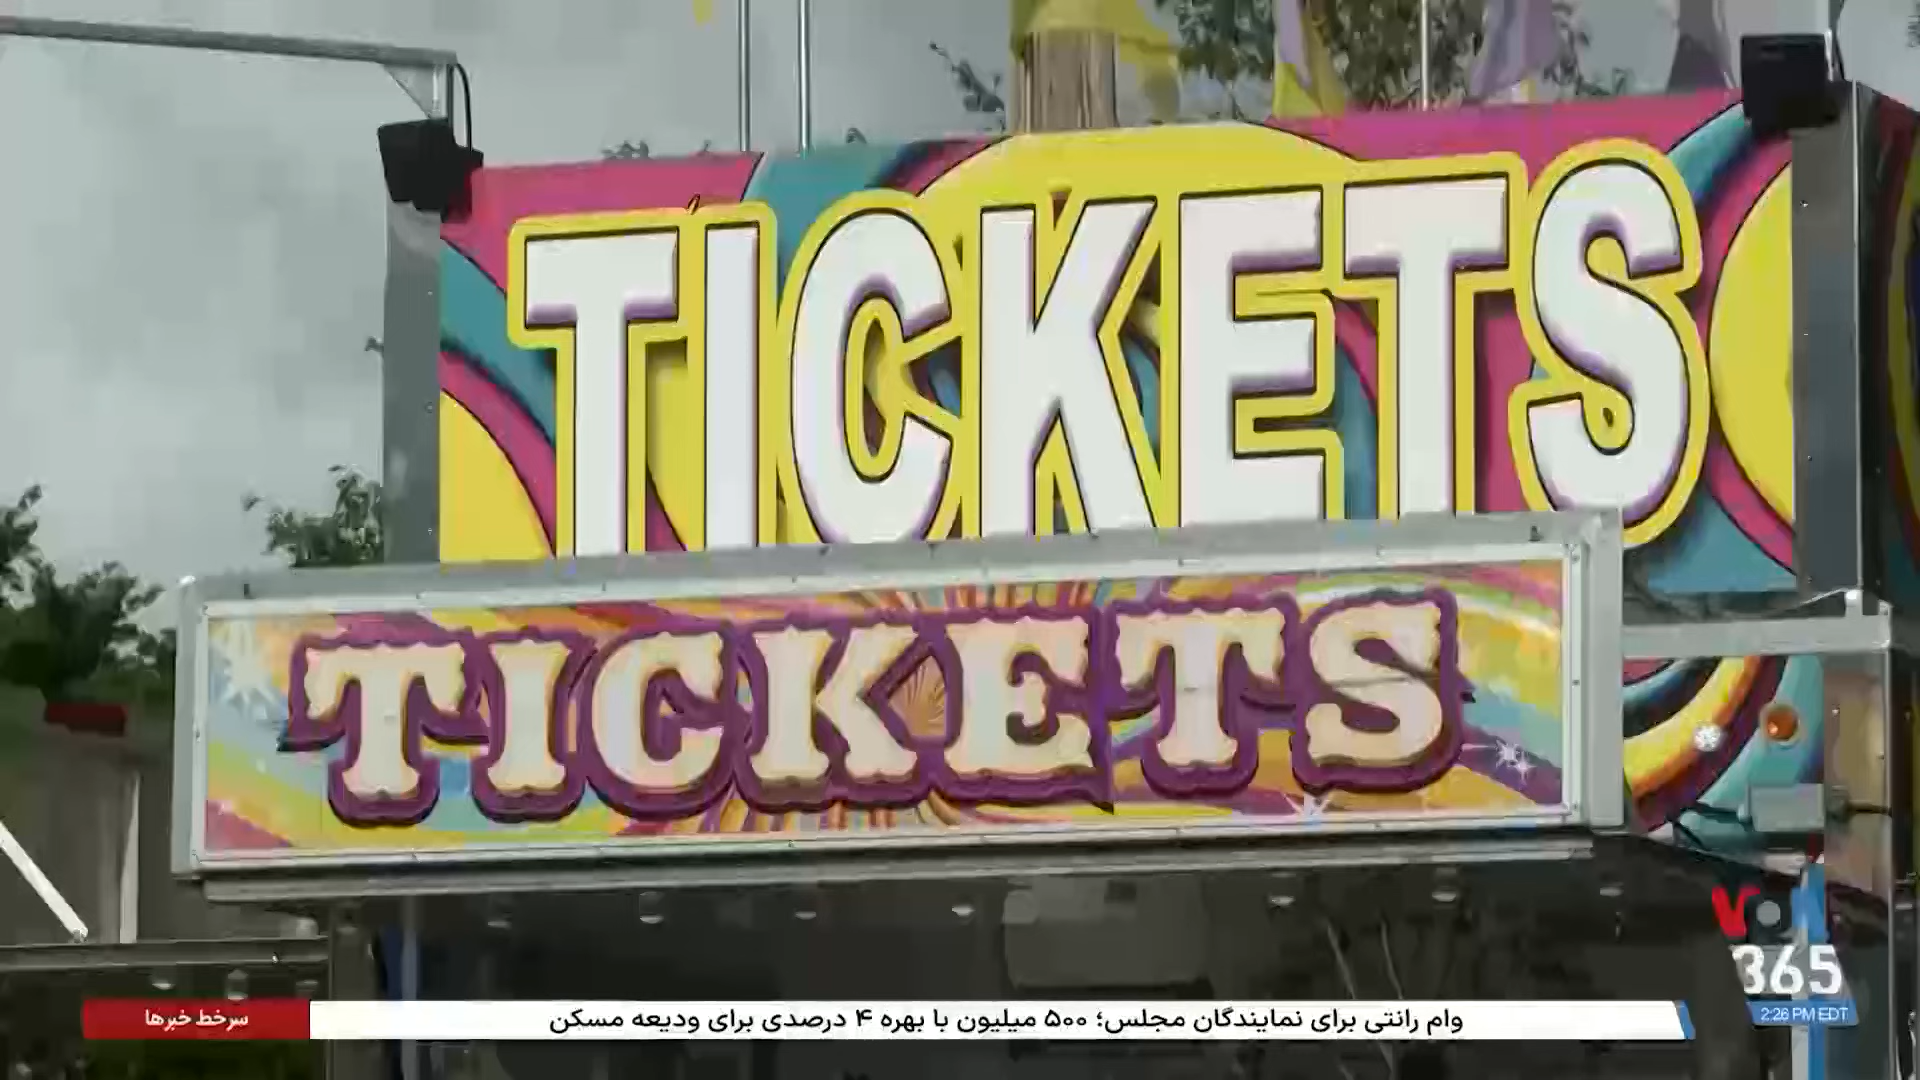 TICKETS
TICKETS
VOA
365
2:26 PM EDT
سرخط خبرها
وام رانتی برای نمایندگان مجلس؛ ۵۰۰ میلیون با بهره ۴ درصدی برای ودیعه مسکن